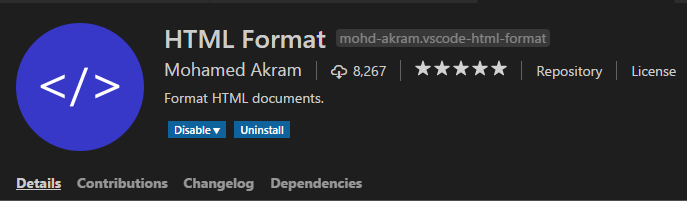 </>
HTML Format mohd-akram.vscode-html-format
Mohamed Akram | 8,267 | ★★★★★ | Repository | License
Format HTML documents.
Disable ▾ Uninstall
Details Contributions Changelog Dependencies